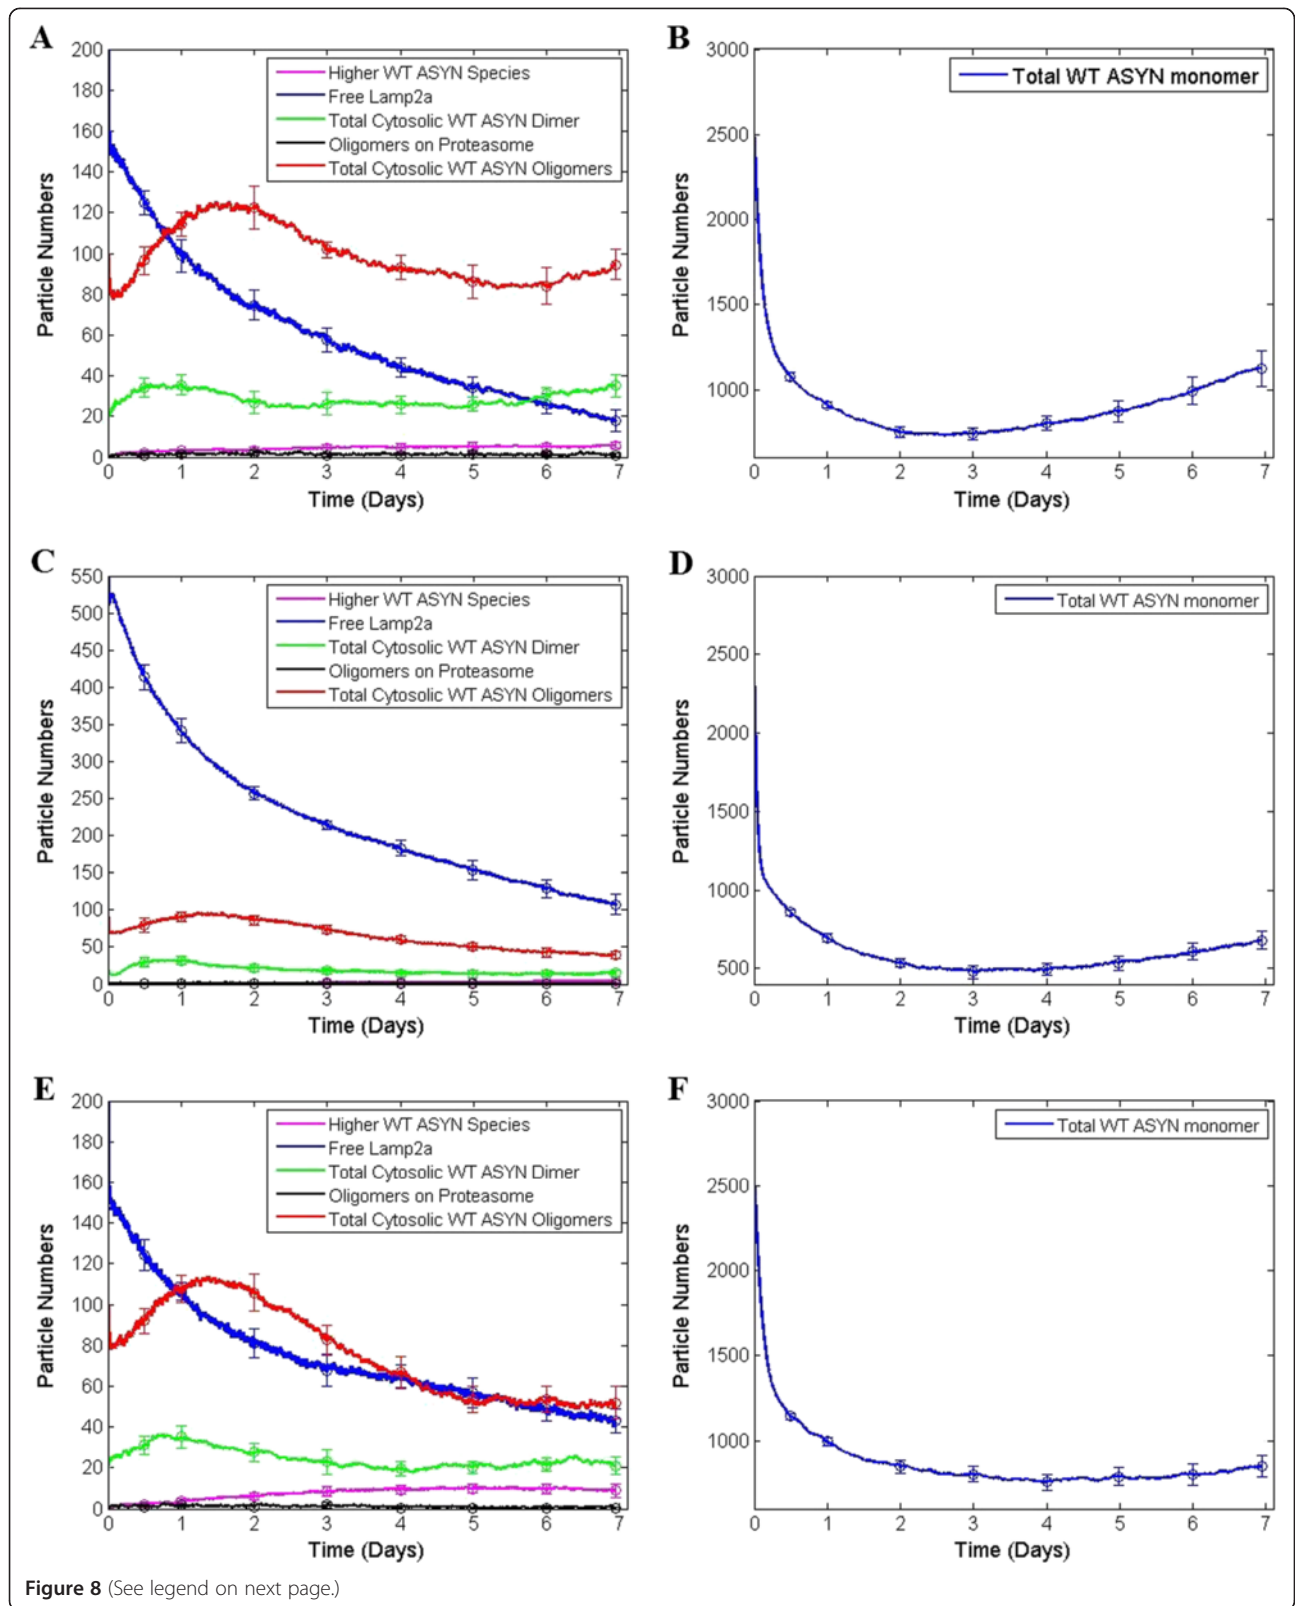 A
200
180
160
140
120
100
80
60
40
20
0
Particle Numbers
Higher WT ASYN Species
Free Lamp2a
Total Cytosolic WT ASYN Dimer
Oligomers on Proteasome
Total Cytosolic WT ASYN Oligomers
0 1 2 3 4 5 6 7
Time (Days)
B
3000
2500
2000
1500
1000
Particle Numbers
Total WT ASYN monomer
0 1 2 3 4 5 6 7
Time (Days)
C
550
500
450
400
350
300
250
200
150
100
50
0
Particle Numbers
Higher WT ASYN Species
Free Lamp2a
Total Cytosolic WT ASYN Dimer
Oligomers on Proteasome
Total Cytosolic WT ASYN Oligomers
0 1 2 3 4 5 6 7
Time (Days)
D
3000
2500
2000
1500
1000
500
Particle Numbers
Total WT ASYN monomer
0 1 2 3 4 5 6 7
Time (Days)
E
200
180
160
140
120
100
80
60
40
20
0
Particle Numbers
Higher WT ASYN Species
Free Lamp2a
Total Cytosolic WT ASYN Dimer
Oligomers on Proteasome
Total Cytosolic WT ASYN Oligomers
0 1 2 3 4 5 6 7
Time (Days)
F
3000
2500
2000
1500
1000
Particle Numbers
Total WT ASYN monomer
0 1 2 3 4 5 6 7
Time (Days)
Figure 8 (See legend on next page.)